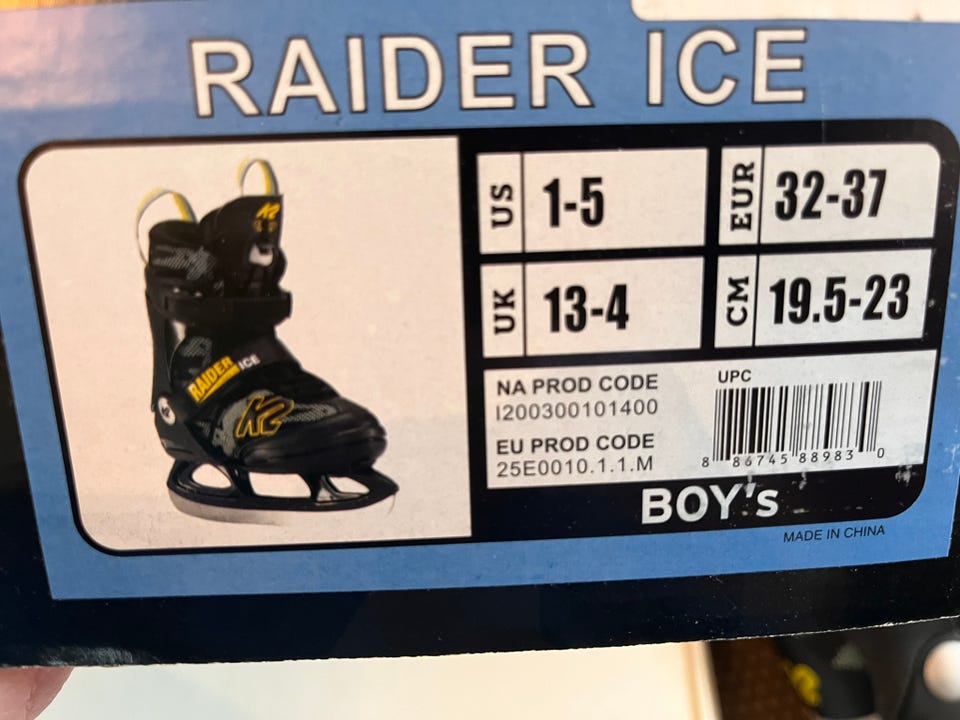 RAIDER ICE
K2
RAIDER ICE
K2
US 1-5
EUR 32-37
UK 13-4
CM 19.5-23
NA PROD CODE
I200300101400
EU PROD CODE
25E0010.1.1.M
UPC
8 86745 88983 0
BOY's
MADE IN CHINA